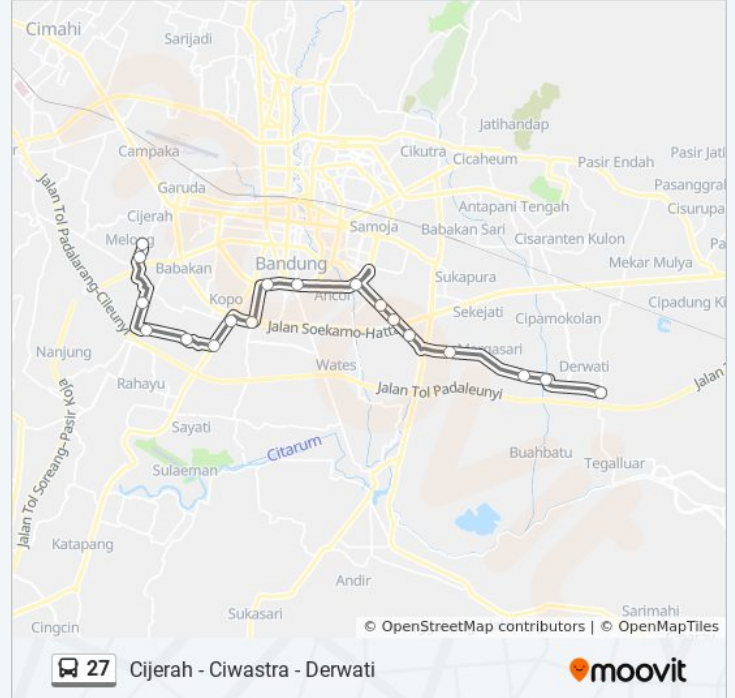 Cimahi
Sarijadi
Jatihandap
Campaka
Cikutra
Cicaheum
Pasir Endah
Pasir Jati
Garuda
Pasanggra
Antapani Tengah
Cisurupa
Cijerah
Samoja
Babakan Sari
Melong
Cisaranten Kulon
Pa
Jalan Tol Padalarang-Cileunyi
Babakan
Bandung
Mekar Mulya
Sukapura
Kopo
Ancol
Cipadung Ki
Sekejati
Cipamokolan
Jalan Soekarno-Hatta
Nanjung
Margasari
Wates
Derwati
Rahayu
Jalan Tol Padaleunyi
Jalan
Sayati
Citarum
Buahbatu
Tegalluar
Sulaeman
Jalan Tol Soreang–Pasir Koja
Katapang
Andir
Sukasari
Sarimahi
Cingcin
© OpenStreetMap contributors | © OpenMapTiles
27 Cijerah - Ciwastra - Derwati
moovit